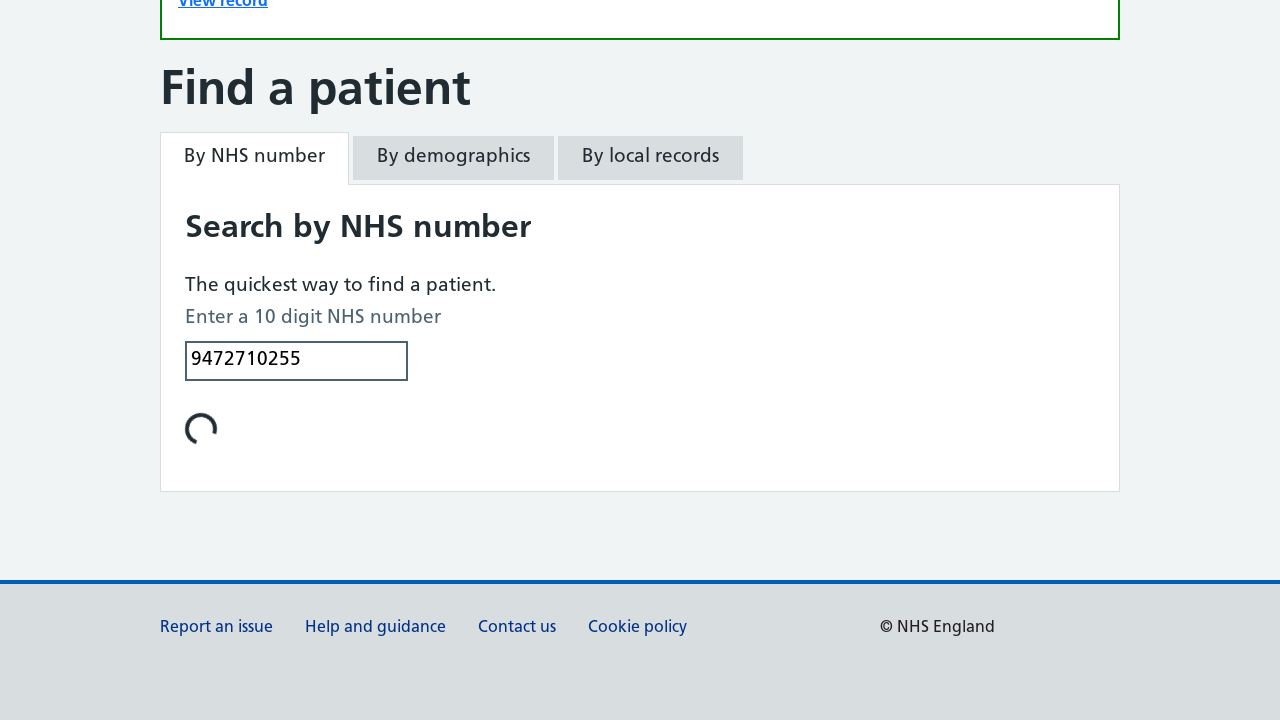 View record
Find a patient
By NHS number
By demographics
By local records
Search by NHS number
The quickest way to find a patient.
Enter a 10 digit NHS number
9472710255
Report an issue
Help and guidance
Contact us
Cookie policy
© NHS England